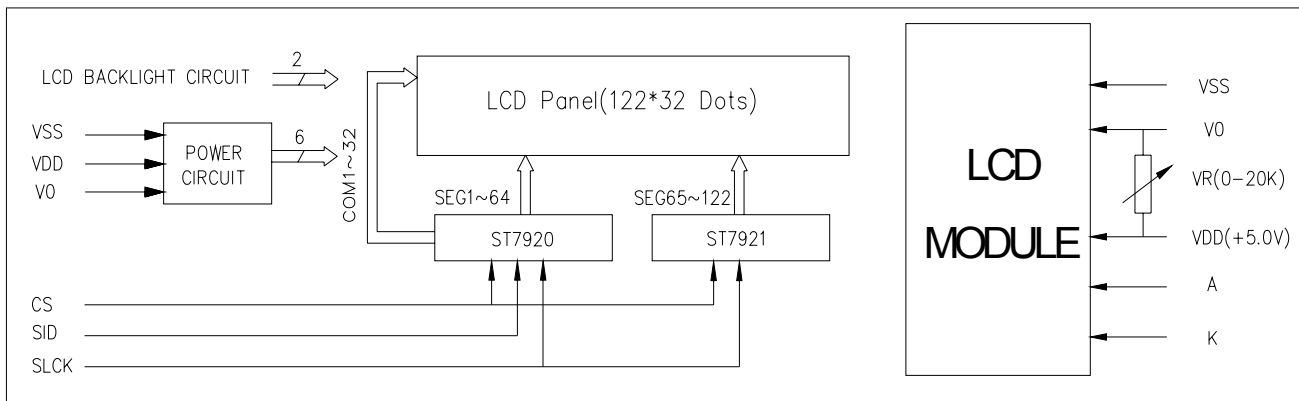 LCD BACKLIGHT CIRCUIT
2
VSS
VDD
V0
POWER
CIRCUIT
6
COM1~32
LCD Panel(122*32 Dots)
SEG1~64
SEG65~122
ST7920
ST7921
CS
SID
SLCK
LCD
MODULE
VSS
V0
VR(0-20K)
VDD(+5.0V)
A
K